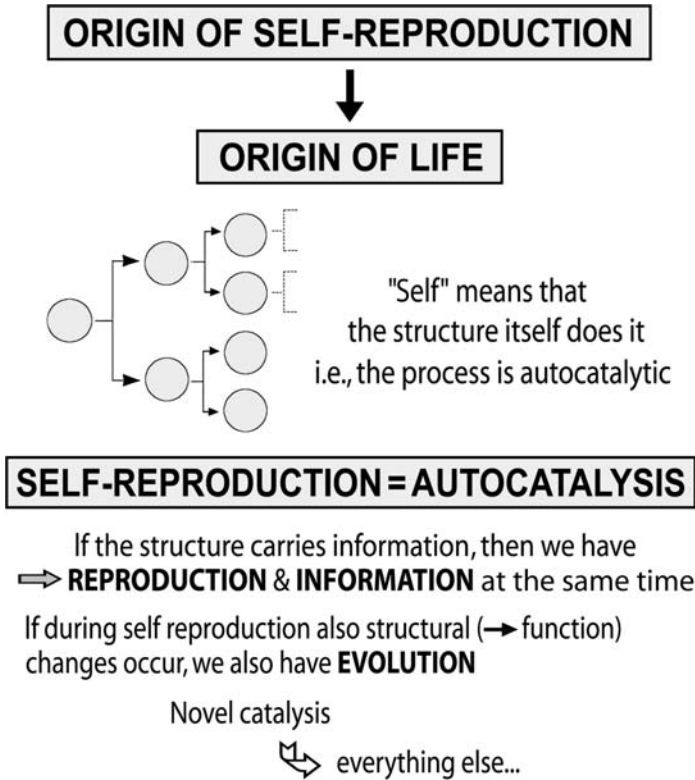 ORIGIN OF SELF-REPRODUCTION
ORIGIN OF LIFE
"Self" means that
the structure itself does it
i.e., the process is autocatalytic
SELF-REPRODUCTION = AUTOCATALYSIS
If the structure carries information, then we have
⇨ REPRODUCTION & INFORMATION at the same time
If during self reproduction also structural (→ function)
changes occur, we also have EVOLUTION
Novel catalysis
everything else...